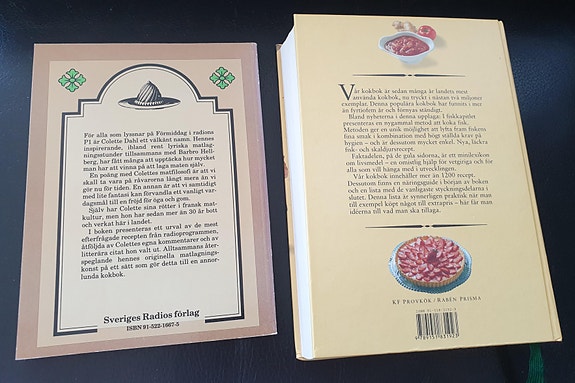 För alla som lyssnar på Förmiddag i radions
P1 är Colette Dahl ett välkänt namn. Hennes
inspirerande, ibland rent lyriska matlag-
ningsstunder tillsammans med Barbro Hell-
berg, har fått många att upptäcka hur mycket
man har att vinna på att laga maten själv.
En poäng med Colettes matfilosofi är att vi
skall ta vara på råvarorna långt mera än vi
gör nu för tiden. En annan är att vi samtidigt
med lite fantasi kan förvandla ett vanligt var-
dagsmål till en fröjd för öga och gom.
Själv har Colette sina rötter i fransk mat-
kultur, men hon har sedan mer än 30 år bott
och verkat här i landet.
I boken presenteras ett urval av de mest
efterfrågade recepten från radioprogrammen,
åtföljda av Colettes egna kommentarer och av
litterära citat hon valt ut. Alltsammans åter-
speglande hennes originella matlagnings-
konst på ett sätt som gör detta till en annor-
lunda kokbok.
Sveriges Radios förlag
ISBN 91-522-1667-5
Vår kokbok är sedan många år landets mest
använda kokbok, nu tryckt i nästan två miljoner
exemplar. Denna populära kokbok har funnits i mer
än fyrtiofem år och förnyas ständigt.
Bland nyheterna i denna upplaga: I fiskkapitlet
presenteras en nygammal metod att koka fisk.
Metoden ger en unik möjlighet att lyfta fram fiskens
fina smak i kombination med högt ställda krav på
hygien – och är dessutom mycket enkel. Nya, läckra
fisk- och skaldjursrecept.
Faktadelen, på de gula sidorna, är ett minilexikon
om livsmedel – en omistlig hjälp för vetgiriga och för
alla som vill hänga med i utvecklingen.
Vår kokbok innehåller mer än 1200 recept.
Dessutom finns en näringsguide i början av boken
och en lista med de vanligaste styckningsdelarna i
slutet. Denna lista är synnerligen praktisk när man
till exempel köpt något till extrapris – här får man
idéerna till vad man ska tillaga.
KF PROVKÖK / RABÉN PRISMA
9 789151 831923